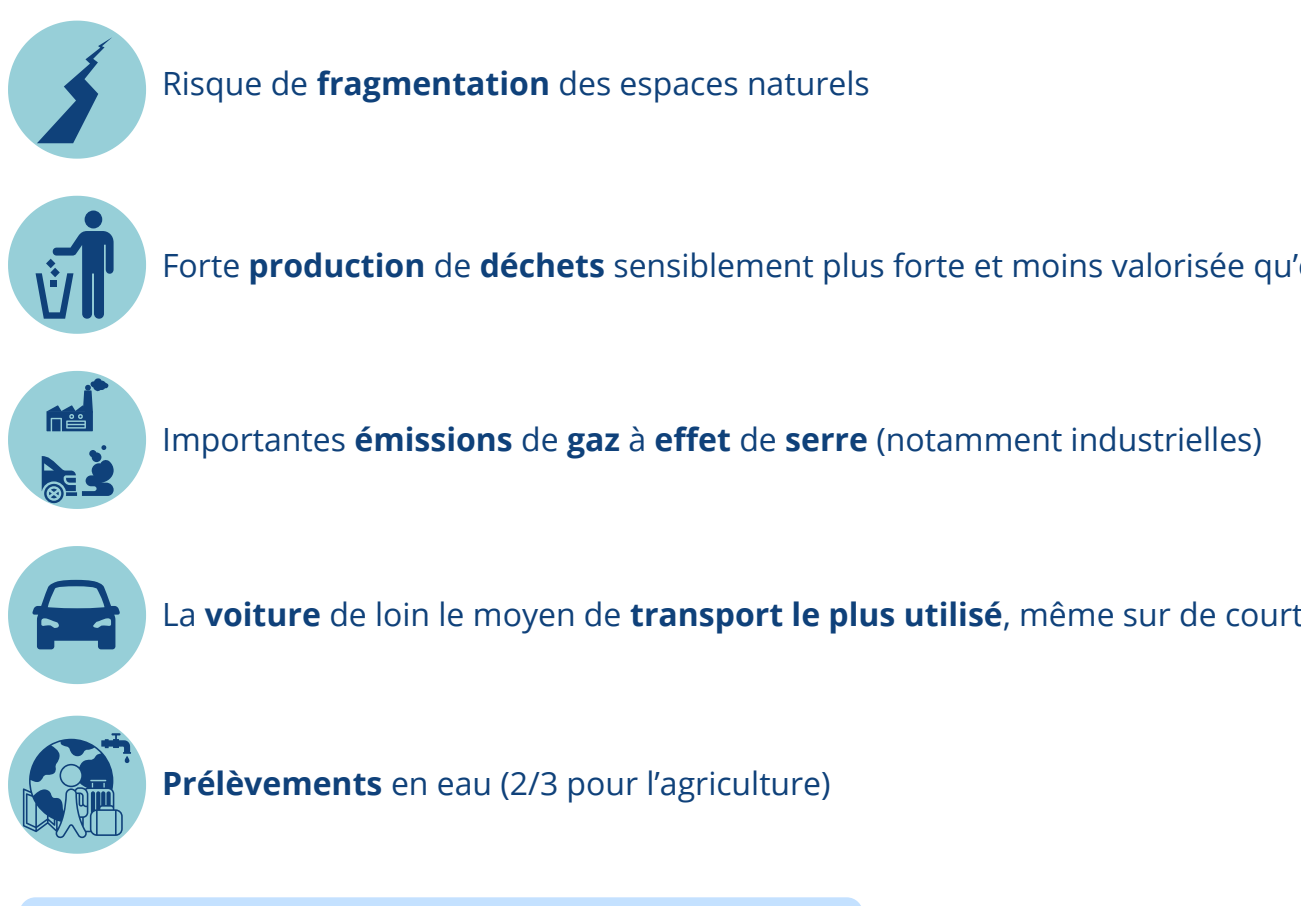 Risque de fragmentation des espaces naturels
Forte production de déchets sensiblement plus forte et moins valorisée
Importantes émissions de gaz à effet de serre (notamment industrielles)
La voiture de loin le moyen de transport le plus utilisé, même sur de
Prélèvements en eau (2/3 pour l’agriculture)